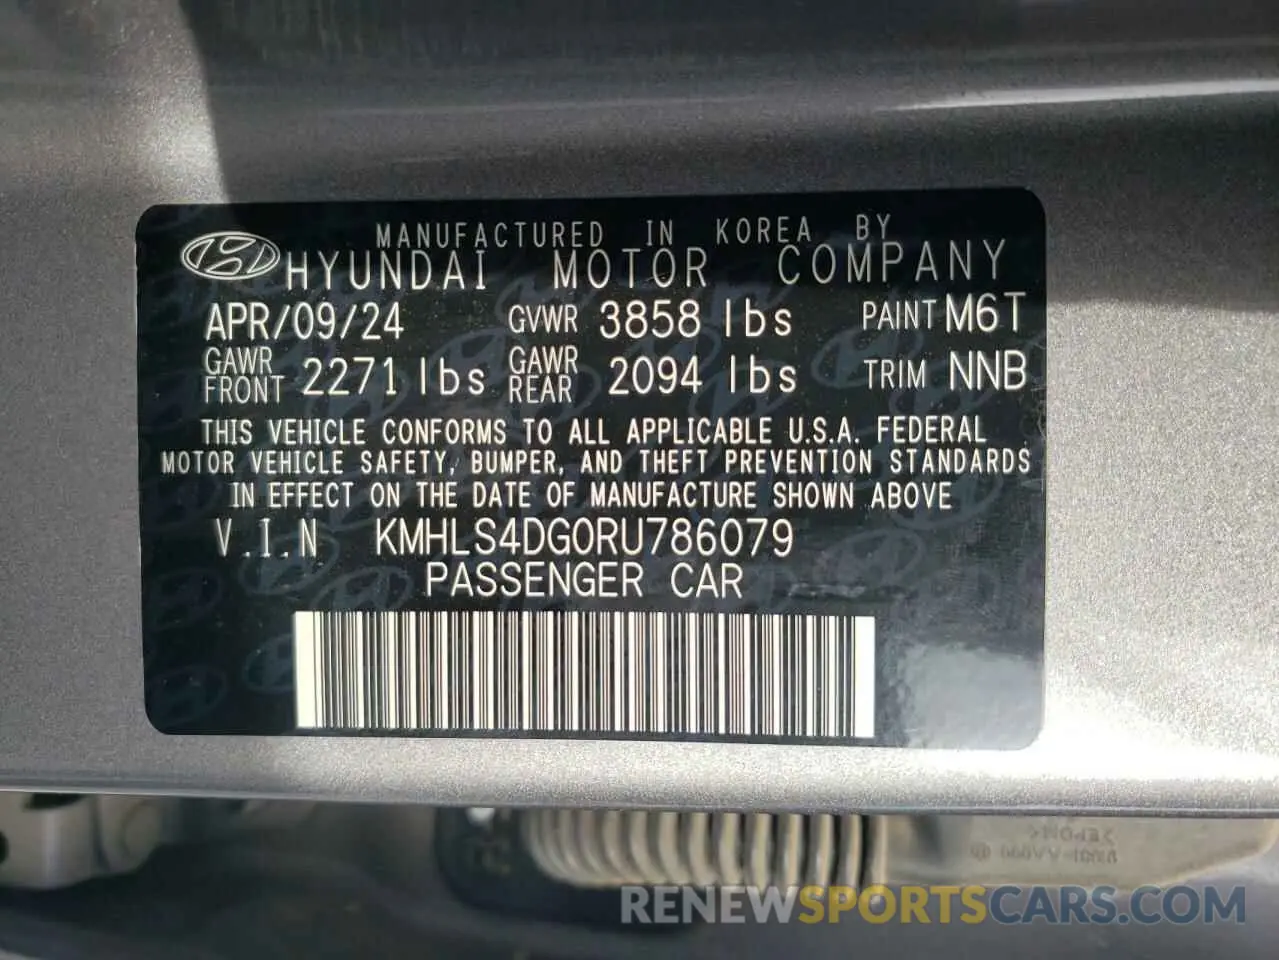 MANUFACTURED IN KOREA BY
HYUNDAI MOTOR COMPANY
APR/09/24 GVWR 3858 lbs PAINT M6T
GAWR FRONT 2271 lbs GAWR REAR 2094 lbs TRIM NNB
THIS VEHICLE CONFORMS TO ALL APPLICABLE U.S.A. FEDERAL
MOTOR VEHICLE SAFETY, BUMPER, AND THEFT PREVENTION STANDARDS
IN EFFECT ON THE DATE OF MANUFACTURE SHOWN ABOVE
V.I.N KMHLS4DG0RU786079
PASSENGER CAR
>EPDM<
RENEWSPORTSCARS.COM